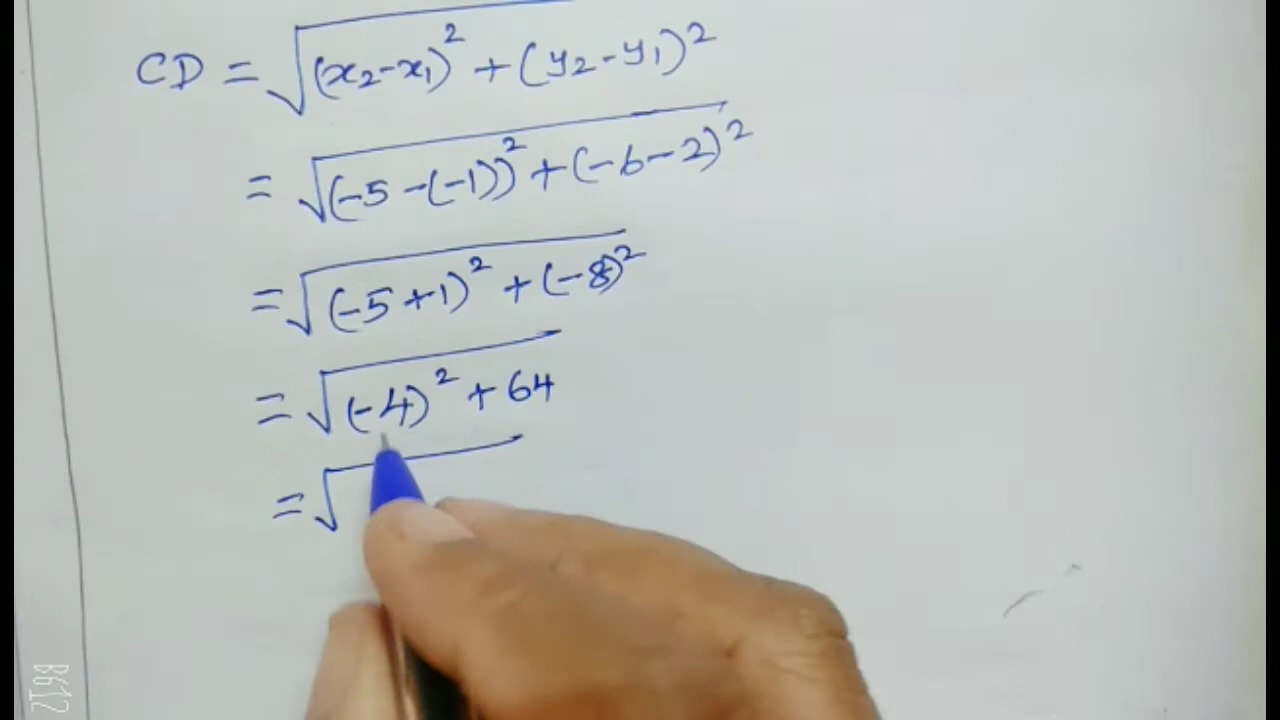 CD = √(x₂-x₁)² + (y₂-y₁)²
= √(-5-(-1))² + (-6-2)²
= √(-5+1)² + (-8)²
= √(-4)² + 64
= √
B612